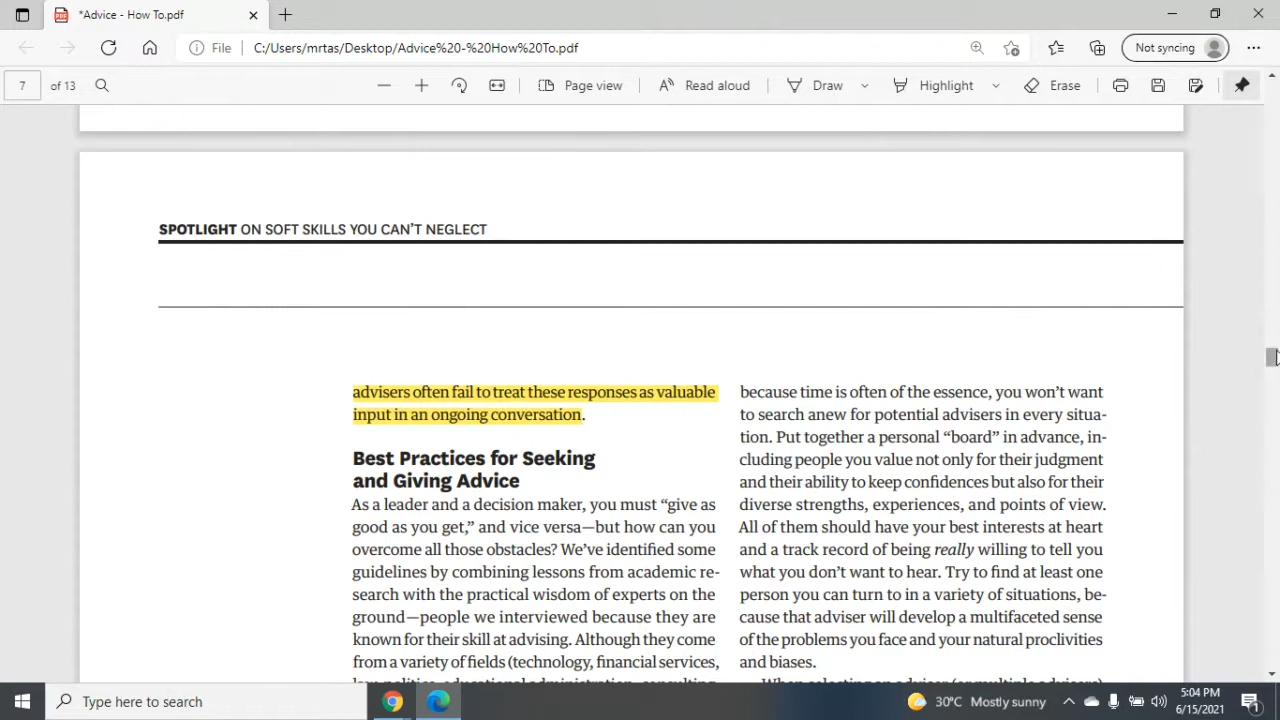 *Advice - How To.pdf
File
C:/Users/mrtas/Desktop/Advice%20-%20How%20To.pdf
Not syncing
7
of 13
Page view
Read aloud
Draw
Highlight
Erase
SPOTLIGHT ON SOFT SKILLS YOU CAN'T NEGLECT
advisers often fail to treat these responses as valuable
input in an ongoing conversation.
Best Practices for Seeking
and Giving Advice
As a leader and a decision maker, you must “give as
good as you get,” and vice versa—but how can you
overcome all those obstacles? We’ve identified some
guidelines by combining lessons from academic re-
search with the practical wisdom of experts on the
ground—people we interviewed because they are
known for their skill at advising. Although they come
from a variety of fields (technology, financial services,
because time is often of the essence, you won’t want
to search anew for potential advisers in every situa-
tion. Put together a personal “board” in advance, in-
cluding people you value not only for their judgment
and their ability to keep confidences but also for their
diverse strengths, experiences, and points of view.
All of them should have your best interests at heart
and a track record of being really willing to tell you
what you don’t want to hear. Try to find at least one
person you can turn to in a variety of situations, be-
cause that adviser will develop a multifaceted sense
of the problems you face and your natural proclivities
and biases.
Type here to search
30°C Mostly sunny
5:04 PM
6/15/2021
1